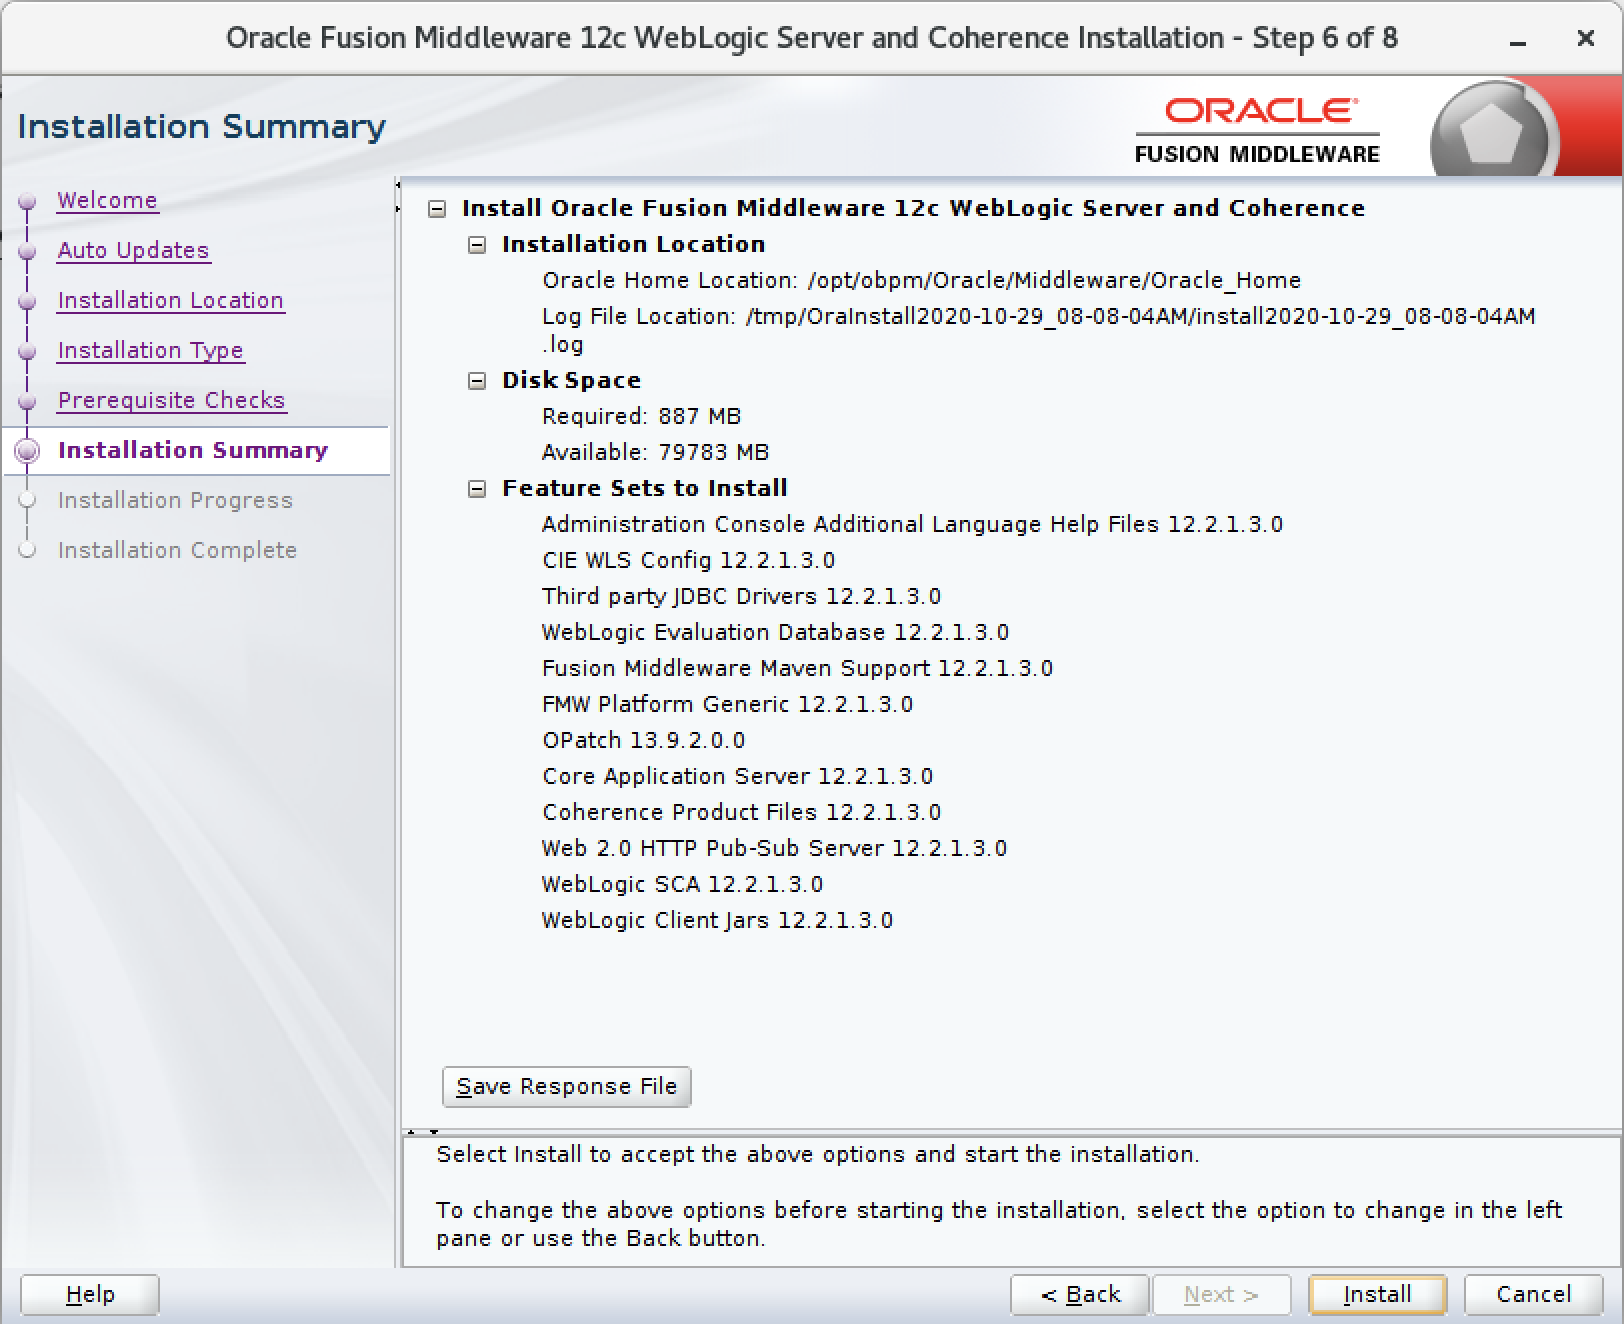 Oracle Fusion Middleware 12c WebLogic Server and Coherence Installation - Step 6 of 8
Installation Summary
ORACLE
FUSION MIDDLEWARE
Welcome
Auto Updates
Installation Location
Installation Type
Prerequisite Checks
Installation Summary
Installation Progress
Installation Complete
Install Oracle Fusion Middleware 12c WebLogic Server and Coherence
Installation Location
Oracle Home Location: /opt/obpm/Oracle/Middleware/Oracle_Home
Log File Location: /tmp/OraInstall2020-10-29_08-08-04AM/install2020-10-29_08-08-04AM
.log
Disk Space
Required: 887 MB
Available: 79783 MB
Feature Sets to Install
Administration Console Additional Language Help Files 12.2.1.3.0
CIE WLS Config 12.2.1.3.0
Third party JDBC Drivers 12.2.1.3.0
WebLogic Evaluation Database 12.2.1.3.0
Fusion Middleware Maven Support 12.2.1.3.0
FMW Platform Generic 12.2.1.3.0
OPatch 13.9.2.0.0
Core Application Server 12.2.1.3.0
Coherence Product Files 12.2.1.3.0
Web 2.0 HTTP Pub-Sub Server 12.2.1.3.0
WebLogic SCA 12.2.1.3.0
WebLogic Client Jars 12.2.1.3.0
Save Response File
Select Install to accept the above options and start the installation.
To change the above options before starting the installation, select the option to change in the left
pane or use the Back button.
Help
< Back
Next >
Install
Cancel